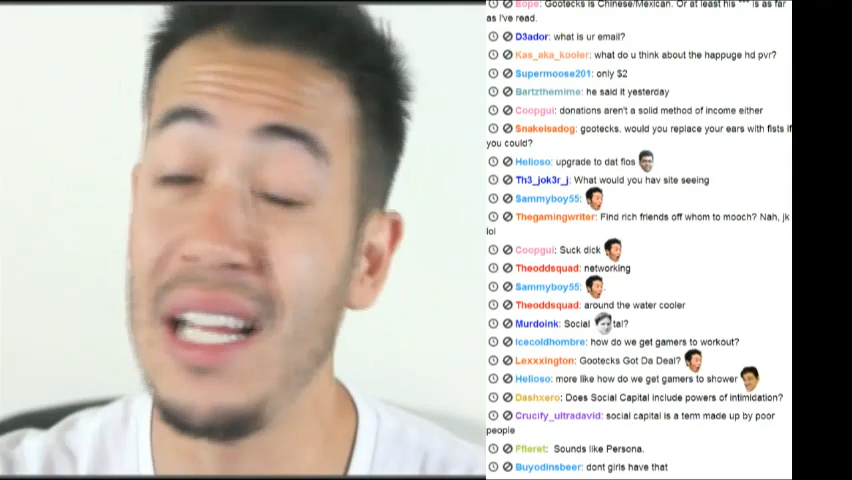 Eope: Gootecks is Chinese/Mexican. Or at least his *** is as far
as I've read.
D3ador: what is ur email?
Kas_aka_kooler: what do u think about the happuge hd pvr?
Supermoose201: only $2
Bartzthemime: he said it yesterday
Coopgui: donations aren't a solid method of income either
Snakeisadog: gootecks, would you replace your ears with fists if
you could?
Helioso: upgrade to dat fios
Th3_jok3r_j: What would you hav site seeing
Sammyboy55:
Thegamingwriter: Find rich friends off whom to mooch? Nah, jk
lol
Coopgui: Suck dick
Theoddsquad: networking
Sammyboy55: .
Theoddsquad: around the water cooler
Murdoink: Social tal?
Icecoldhombre: how do we get gamers to workout?
Lexxxington: Gootecks Got Da Deal?
Helioso: more like how do we get gamers to shower
Dashxero: Does Social Capital include powers of intimidation?
Crucify_ultradavid: social capital is a term made up by poor
people
Ffleret: Sounds like Persona.
Buyodinsbeer: dont girls have that